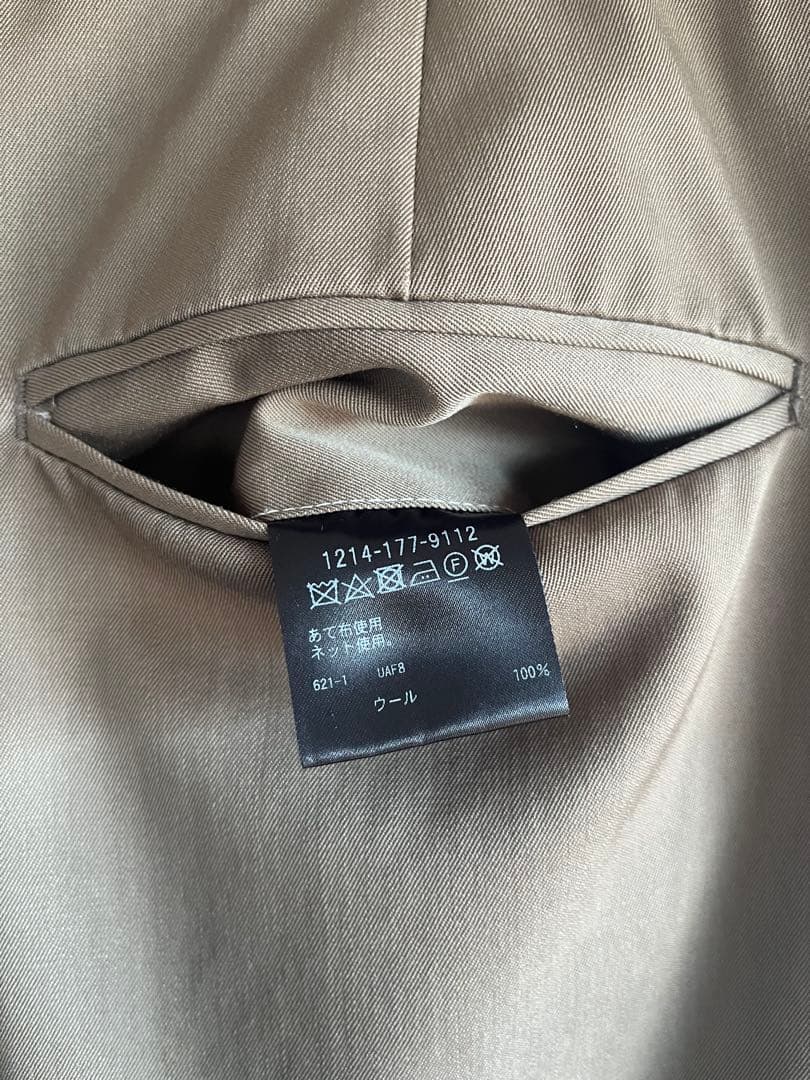 1214-177-9112
F W
あて布使用
ネット使用。
621-1 UAF8 100%
ウール